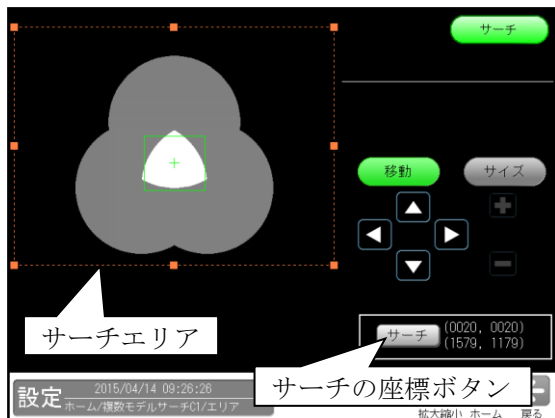 サーチ
移動
サイズ
サーチ
(0020, 0020)
(1579, 1179)
サーチエリア
サーチの座標ボタン
設定
2015/04/14 09:26:26
ホーム/複数モデルサーチC1/エリア
拡大縮小 ホーム 戻る